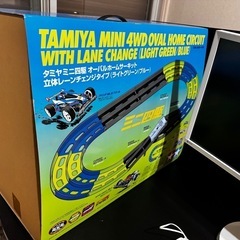 TAMIYA MINI 4WD OVAL HOME CIRCUIT
WITH LANE CHANGE (LIGHT GREEN/BLUE)
タミヤミニ四駆 オーバルホームサーキット
立体レーンチェンジタイプ(ライトグリーン/ブルー)
ミニ四駆